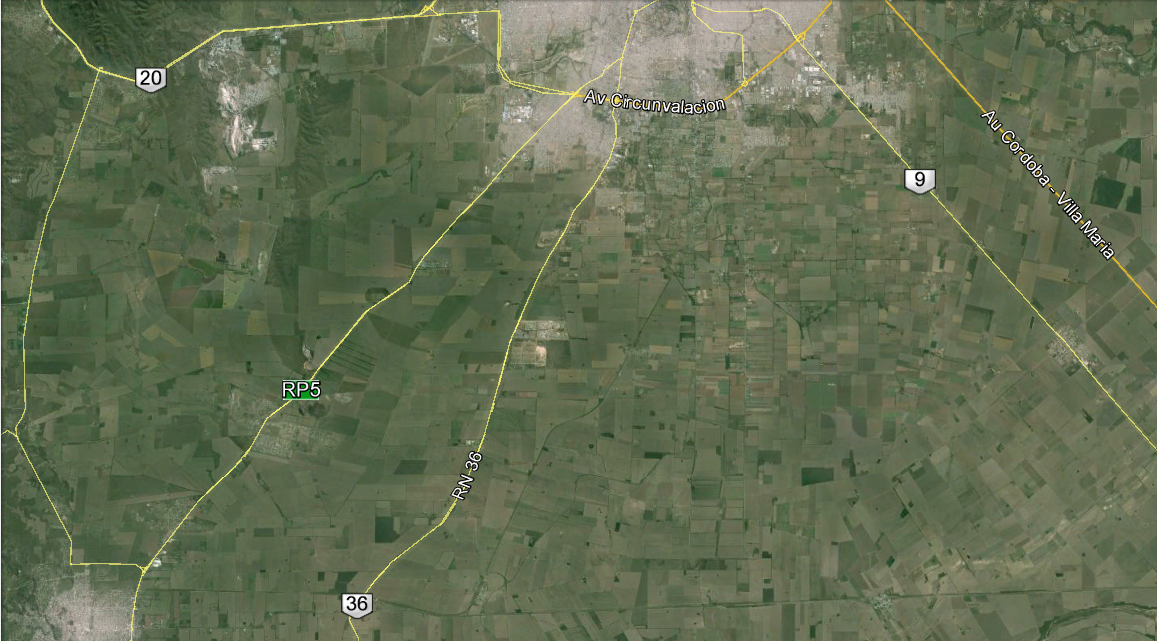 20
Av Circunvalacion
Au Cordoba - Villa Maria
9
RP5
RN 36
36